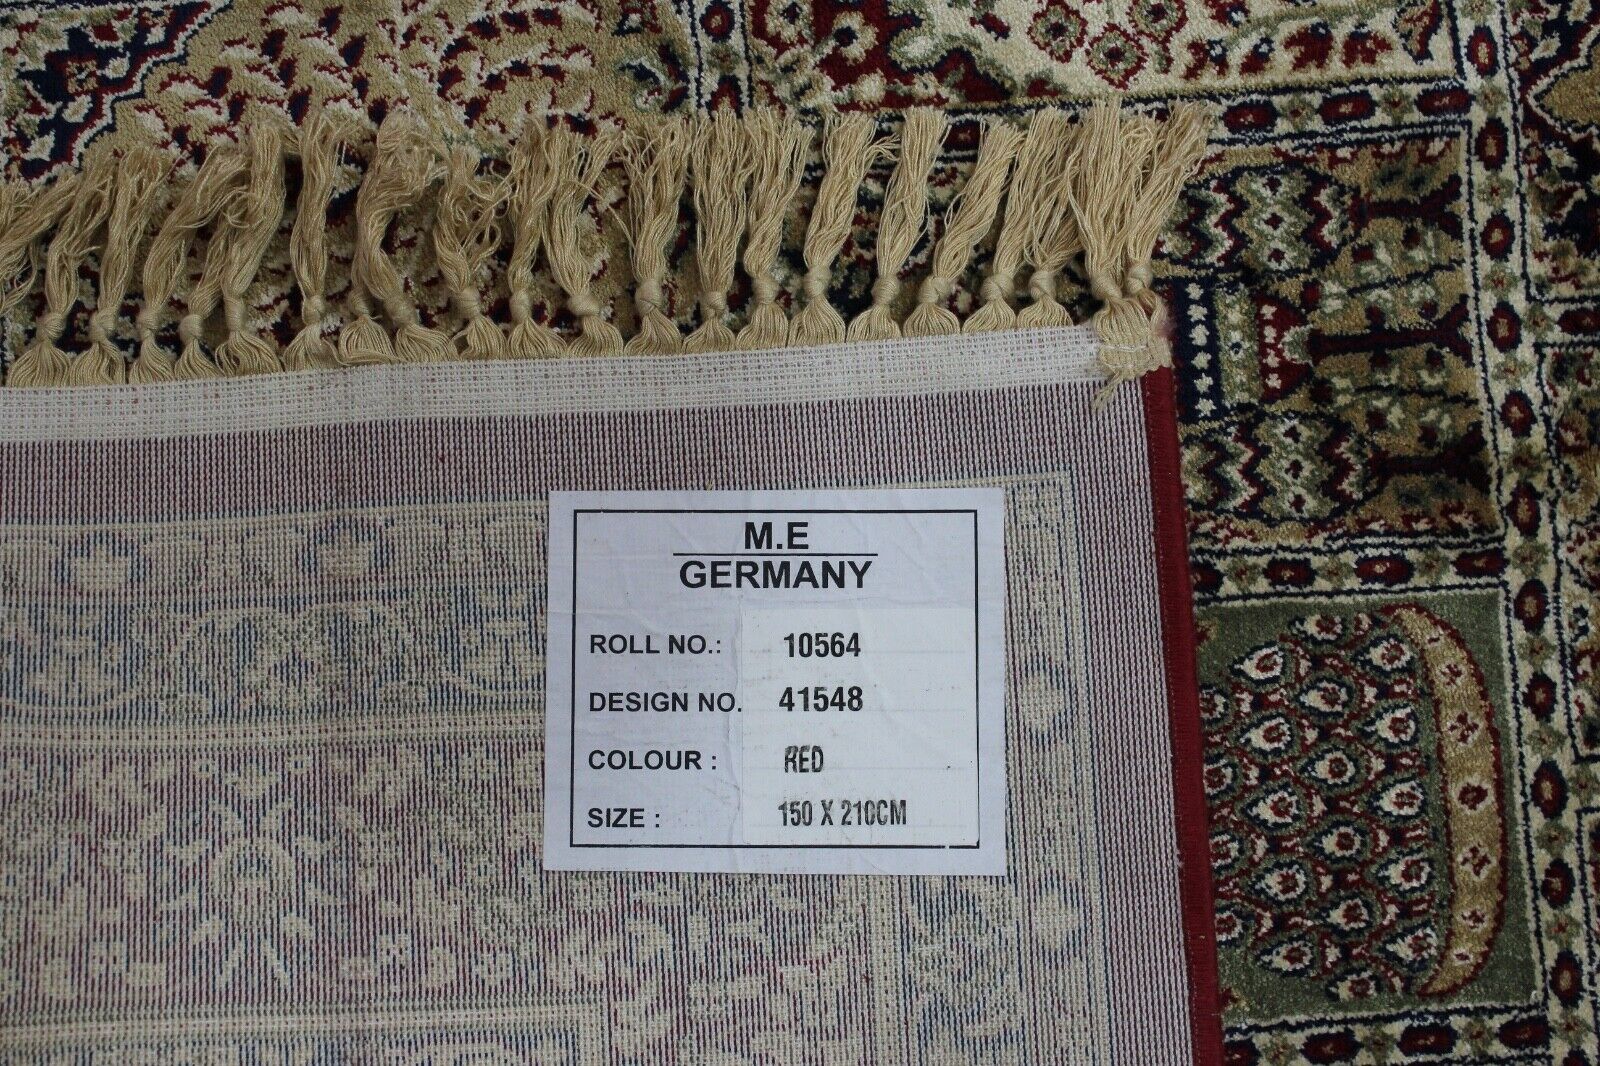 M.E
GERMANY
ROLL NO.: 10564
DESIGN NO. 41548
COLOUR : RED
SIZE : 150 X 210CM